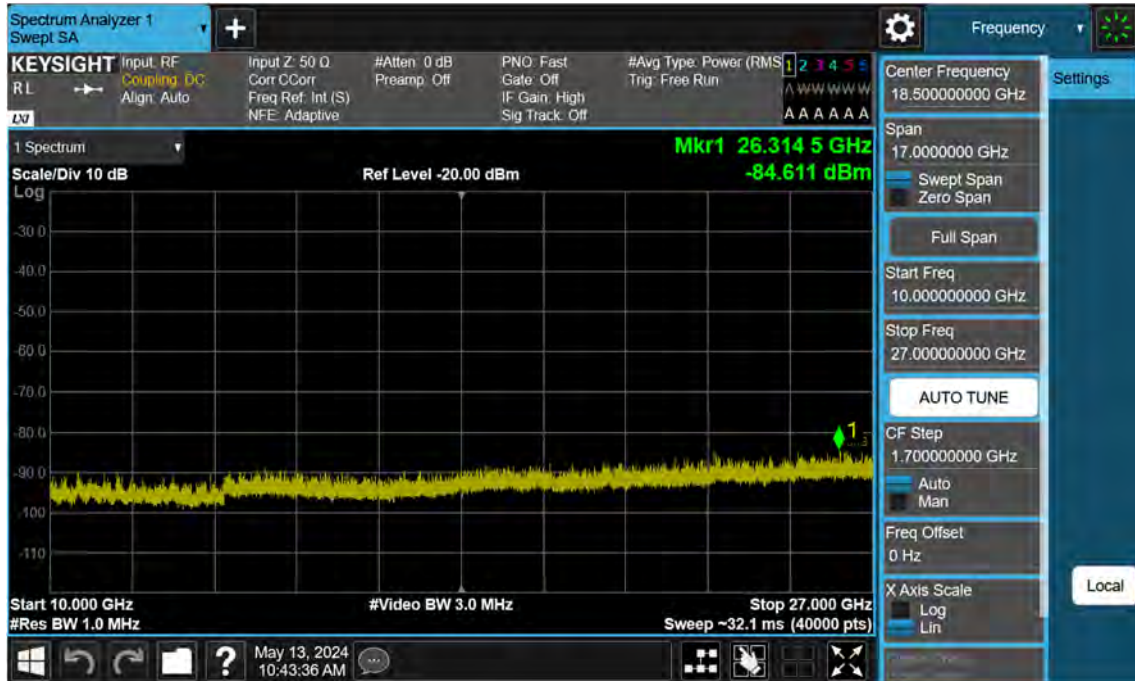 Spectrum Analyzer 1
Swept SA
Frequency
KEYSIGHT
RL
LXI
Input: RF
Coupling: DC
Align: Auto
Input Z: 50 Ω
Corr CCorr
Freq Ref: Int (S)
NFE: Adaptive
#Atten: 0 dB
Preamp: Off
PNO: Fast
Gate: Off
IF Gain: High
Sig Track: Off
#Avg Type: Power (RMS
Trig: Free Run
1 2 3 4 5 6
A W W W W W
A A A A A A
1 Spectrum
Scale/Div 10 dB
Log
Ref Level -20.00 dBm
Mkr1 26.314 5 GHz
-84.611 dBm
-30.0
-40.0
-50.0
-60.0
-70.0
-80.0
-90.0
-100
-110
1
Start 10.000 GHz
#Res BW 1.0 MHz
#Video BW 3.0 MHz
Stop 27.000 GHz
Sweep ~32.1 ms (40000 pts)
?
May 13, 2024
10:43:36 AM
Center Frequency
18.500000000 GHz
Span
17.0000000 GHz
Swept Span
Zero Span
Full Span
Start Freq
10.000000000 GHz
Stop Freq
27.000000000 GHz
AUTO TUNE
CF Step
1.700000000 GHz
Auto
Man
Freq Offset
0 Hz
X Axis Scale
Log
Lin
Settings
Local